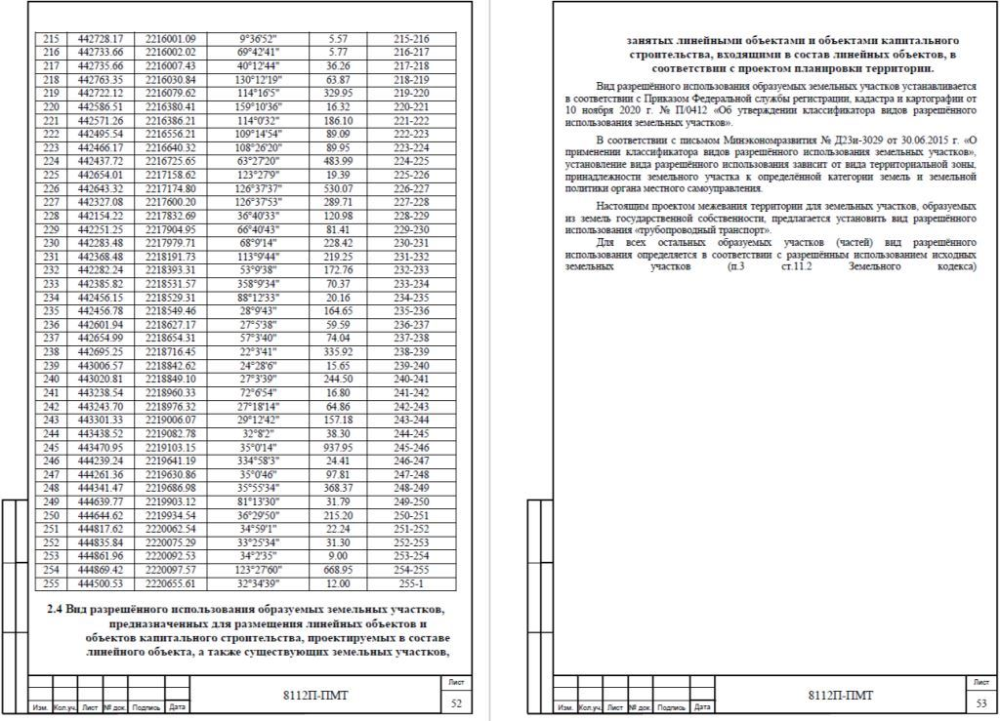 215 442728.17 2216001.09 9°36'52" 5.57 215-216
216 442733.66 2216002.02 69°42'41" 5.77 216-217
217 442735.66 2216007.43 40°12'44" 36.26 217-218
218 442763.35 2216030.84 130°12'19" 63.87 218-219
219 442722.12 2216079.62 114°16'5" 329.95 219-220
220 442586.51 2216380.41 159°10'36" 16.32 220-221
221 442571.26 2216386.21 114°0'32" 186.10 221-222
222 442495.54 2216556.21 109°14'54" 89.09 222-223
223 442466.17 2216640.32 108°26'20" 89.95 223-224
224 442437.72 2216725.65 63°27'20" 483.99 224-225
225 442654.01 2217158.62 123°27'9" 19.39 225-226
226 442643.32 2217174.80 126°37'37" 530.07 226-227
227 442327.08 2217600.20 126°37'53" 289.71 227-228
228 442154.22 2217832.69 36°40'33" 120.98 228-229
229 442251.25 2217904.95 66°40'43" 81.41 229-230
230 442283.48 2217979.71 68°9'14" 228.42 230-231
231 442368.48 2218191.73 113°9'44" 219.25 231-232
232 442282.24 2218393.31 53°9'38" 172.76 232-233
233 442385.82 2218531.57 358°9'34" 70.37 233-234
234 442456.15 2218529.31 88°12'33" 20.16 234-235
235 442456.78 2218549.46 28°9'43" 164.65 235-236
236 442601.94 2218627.17 27°5'38" 59.59 236-237
237 442654.99 2218654.31 57°3'40" 74.04 237-238
238 442695.25 2218716.45 22°3'41" 335.92 238-239
239 443006.57 2218842.62 24°28'6" 15.65 239-240
240 443020.81 2218849.10 27°3'39" 244.50 240-241
241 443238.54 2218960.33 72°6'54" 16.80 241-242
242 443243.70 2218976.32 27°18'14" 64.86 242-243
243 443301.33 2219006.07 29°12'42" 157.18 243-244
244 443438.52 2219082.78 32°8'2" 38.30 244-245
245 443470.95 2219103.15 35°0'14" 937.95 245-246
246 444239.24 2219641.19 334°58'3" 24.41 246-247
247 444261.36 2219630.86 35°0'46" 97.81 247-248
248 444341.47 2219686.98 35°55'34" 368.37 248-249
249 444639.77 2219903.12 81°13'30" 31.79 249-250
250 444644.62 2219934.54 36°29'50" 215.20 250-251
251 444817.62 2220062.54 34°59'1" 22.24 251-252
252 444835.84 2220075.29 33°25'34" 31.30 252-253
253 444861.96 2220092.53 34°2'35" 9.00 253-254
254 444869.42 2220097.57 123°27'60" 668.95 254-255
255 444500.53 2220655.61 32°34'39" 12.00 255-1
2.4 Вид разрешённого использования образуемых земельных участков,
предназначенных для размещения линейных объектов и
объектов капитального строительства, проектируемых в составе
линейного объекта, а также существующих земельных участков,
Изм. Кол.уч. Лист № док. Подпись Дата
8112П-ПМТ
Лист
52
занятых линейными объектами и объектами капитального
строительства, входящими в состав линейных объектов, в
соответствии с проектом планировки территории.
Вид разрешённого использования образуемых земельных участков устанавливается
в соответствии с Приказом Федеральной службы регистрации, кадастра и картографии от
10 ноября 2020 г. № П/0412 «Об утверждении классификатора видов разрешённого
использования земельных участков».
В соответствии с письмом Минэкономразвития № Д23и-3029 от 30.06.2015 г. «О
применении классификатора видов разрешённого использования земельных участков»,
установление вида разрешённого использования зависит от вида территориальной зоны,
принадлежности земельного участка к определённой категории земель и земельной
политики органа местного самоуправления.
Настоящим проектом межевания территории для земельных участков, образуемых
из земель государственной собственности, предлагается установить вид разрешённого
использования «трубопроводный транспорт».
Для всех остальных образуемых участков (частей) вид разрешённого
использования определяется в соответствии с разрешённым использованием исходных
земельных участков (п.3 ст.11.2 Земельного кодекса)
Изм. Кол.уч. Лист № док. Подпись Дата
8112П-ПМТ
Лист
53